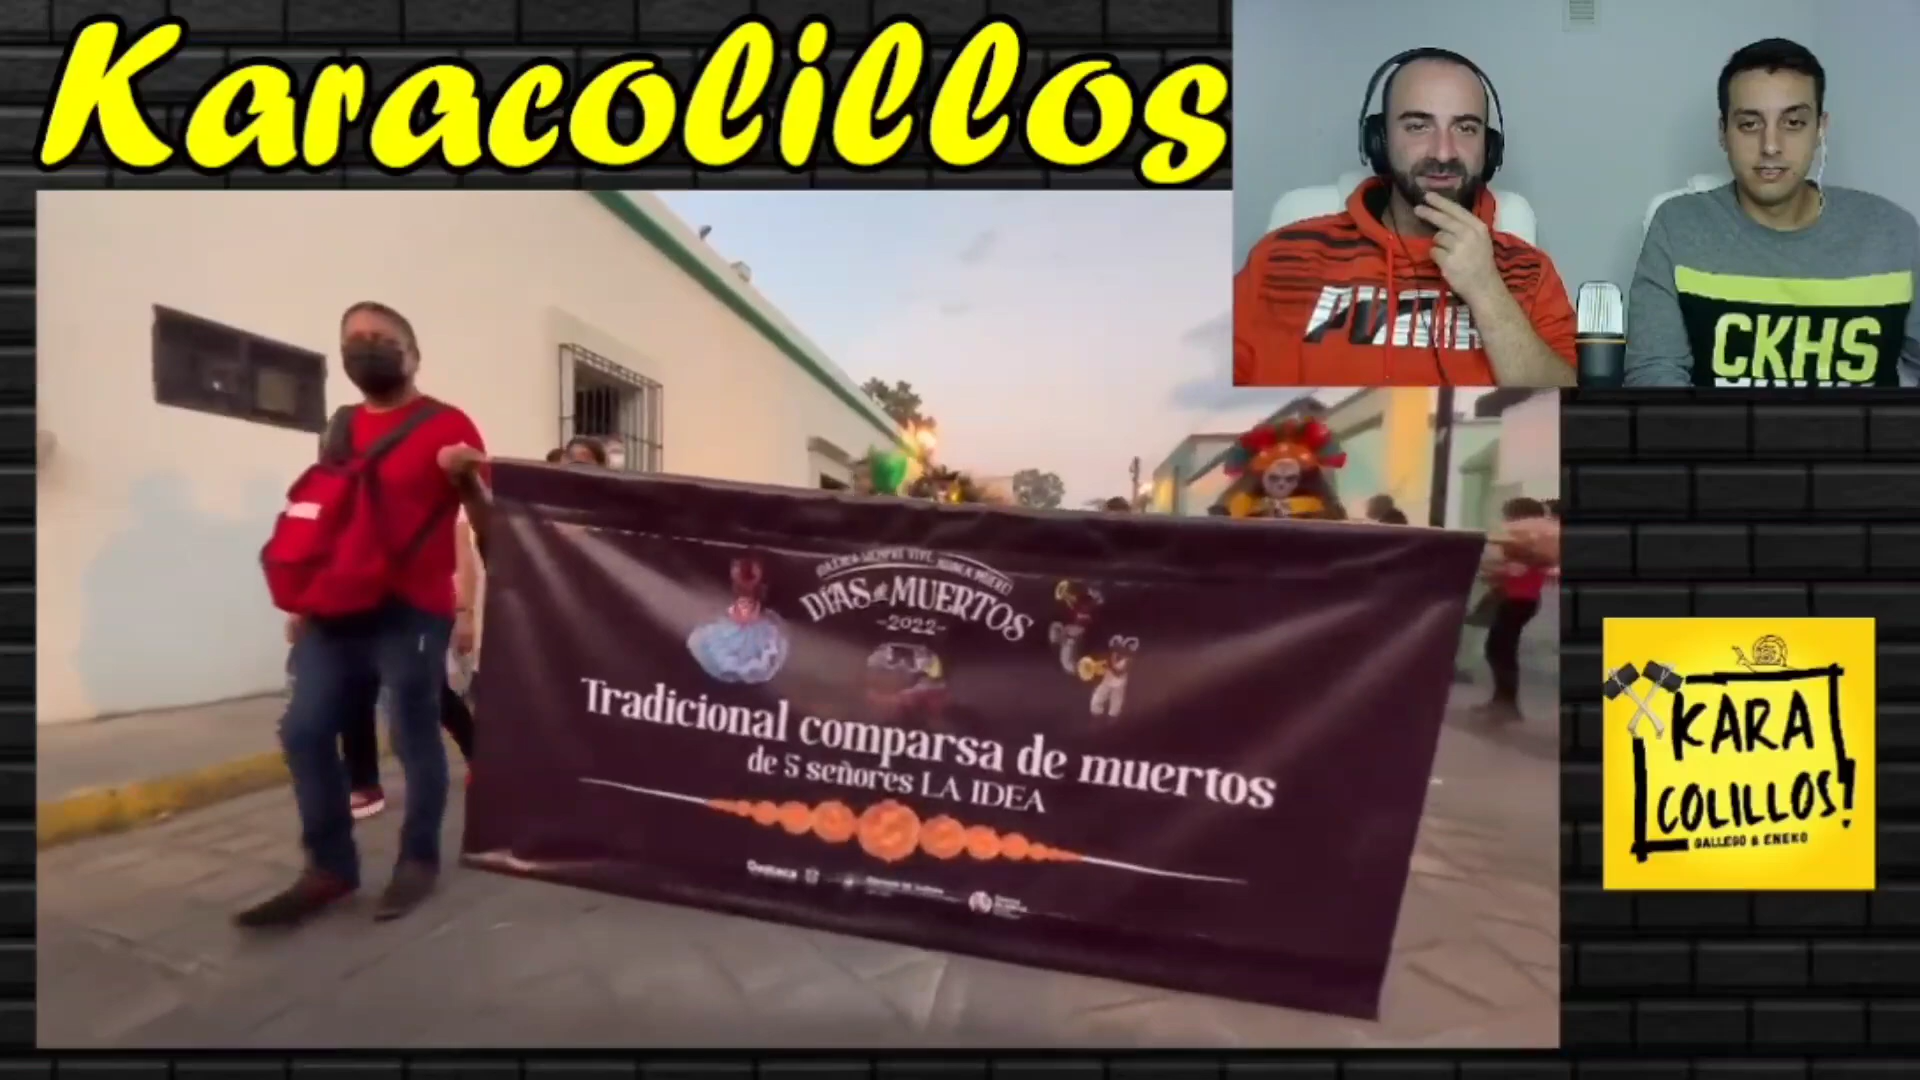 Karacolillos
PUMA
CKHS
DÍAS de MUERTOS
-2022-
Tradicional comparsa de muertos
de 5 señores LA IDEA
Oaxaca
KARA
COLILLOS!
GALLEGO & ENEKO